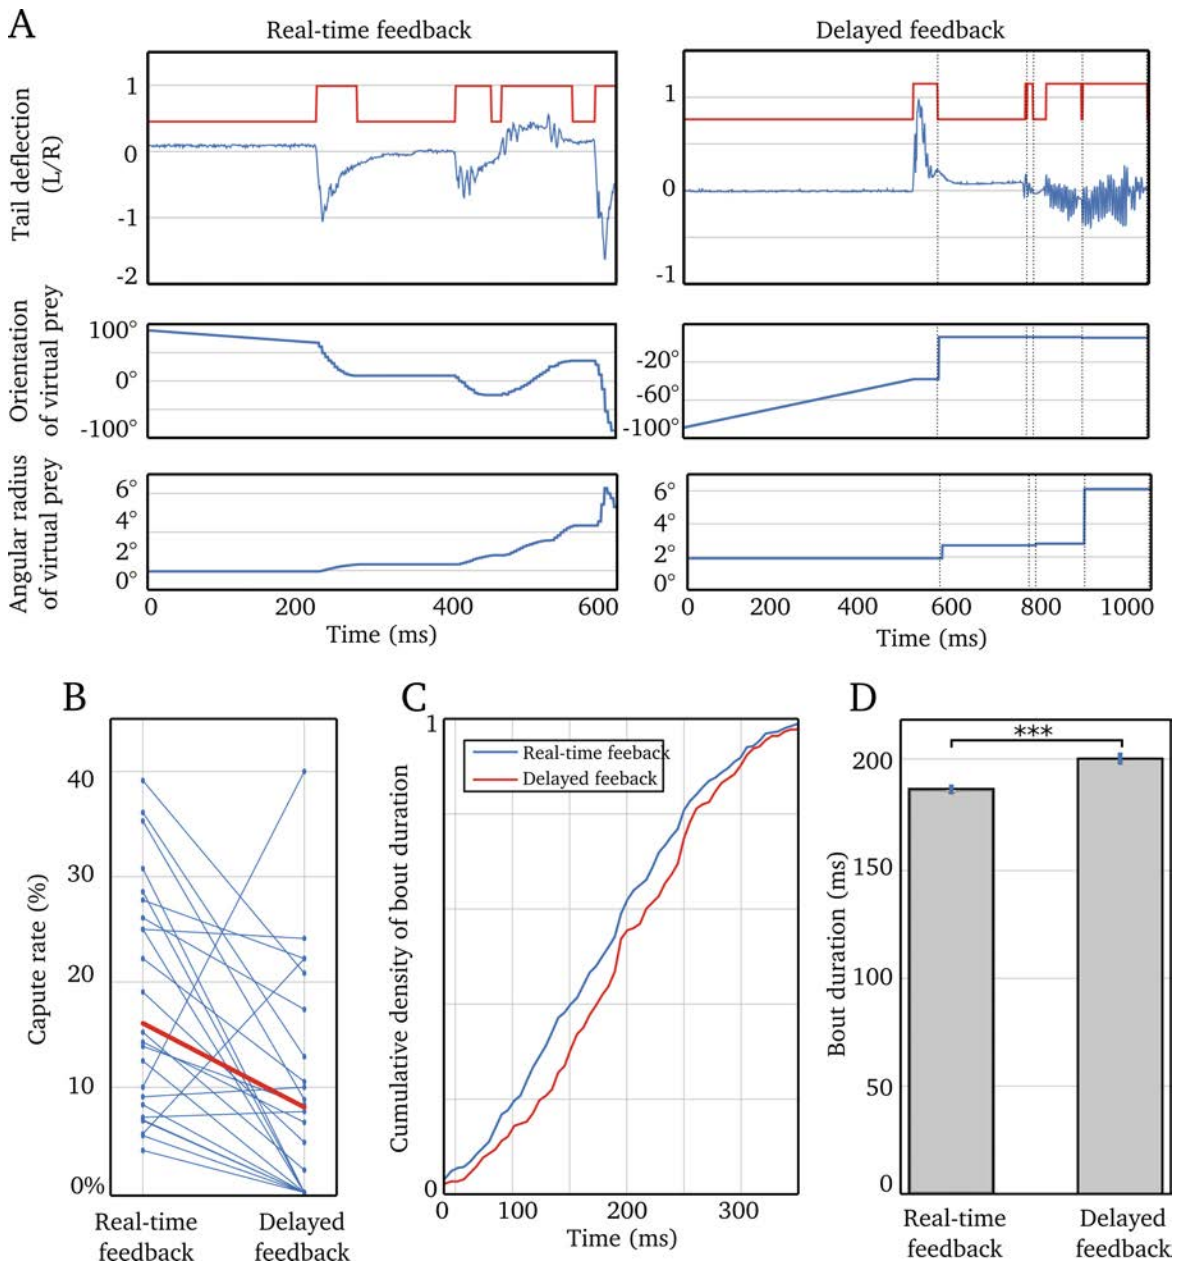 A
Real-time feedback
Delayed feedback
Tail deflection
(L/R)
1
0
-1
-2
1
0
-1
Orientation
of virtual prey
100°
0°
-100°
-20°
-60°
-100°
Angular radius
of virtual prey
6°
4°
2°
0°
6°
4°
2°
0°
0 200 400 600
Time (ms)
0 200 400 600 800 1000
Time (ms)
B
Capute rate (%)
40
30
20
10
0%
Real-time
feedback
Delayed
feedback
C
Cumulative density of bout duration
1
0
Real-time feeback
Delayed feeback
0 100 200 300
Time (ms)
D
Bout duration (ms)
***
200
150
100
50
0
Real-time
feedback
Delayed
feedback